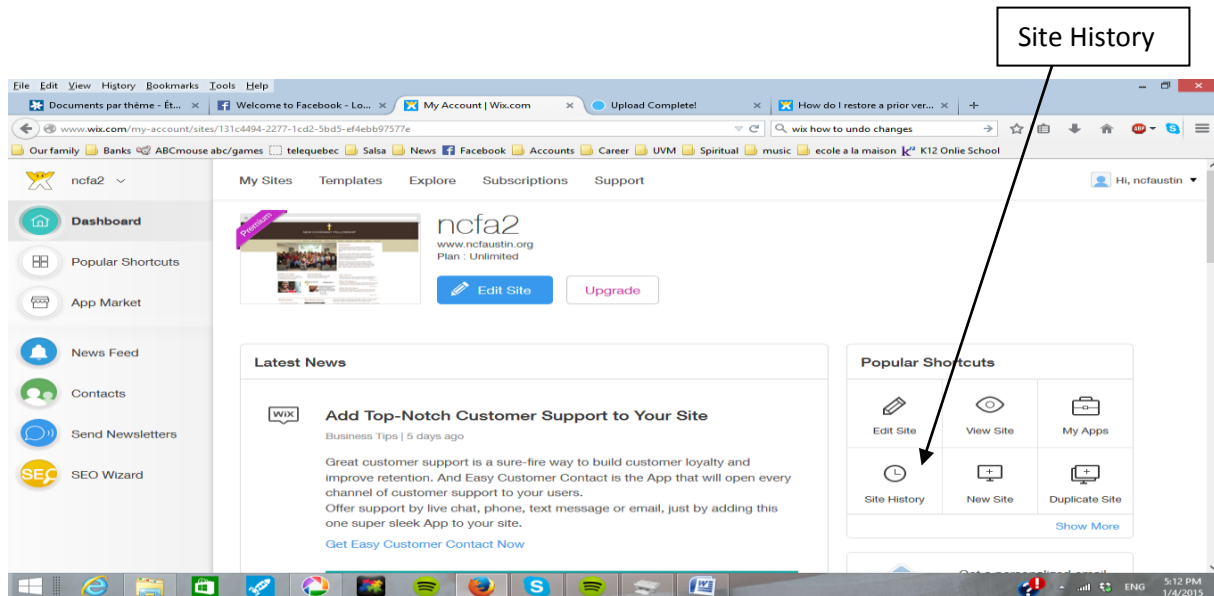 Site History
File Edit View History Bookmarks Tools Help
Documents par thème - Ét... Welcome to Facebook - Lo... My Account | Wix.com Upload Complete! How do I restore a prior ver...
www.wix.com/my-account/sites/131c4494-2277-1cd2-5bd5-ef4ebb97577e wix how to undo changes ABP S
Our family Banks ABCmouse abc/games telequebec Salsa News Facebook Accounts Career UVM Spiritual music ecole a la maison K12 Onlie School
ncfa2 My Sites Templates Explore Subscriptions Support Hi, ncfaustin
Dashboard
Popular Shortcuts
App Market
News Feed
Contacts
Send Newsletters
SEO SEO Wizard
Premium
ncfa2
www.ncfaustin.org
Plan : Unlimited
Edit Site Upgrade
Latest News
WiX Add Top-Notch Customer Support to Your Site
Business Tips | 5 days ago
Great customer support is a sure-fire way to build customer loyalty and
improve retention. And Easy Customer Contact is the App that will open every
channel of customer support to your users.
Offer support by live chat, phone, text message or email, just by adding this
one super sleek App to your site.
Get Easy Customer Contact Now
Popular Shortcuts
Edit Site View Site My Apps
Site History New Site Duplicate Site
Show More
ENG 5:12 PM
1/4/2015